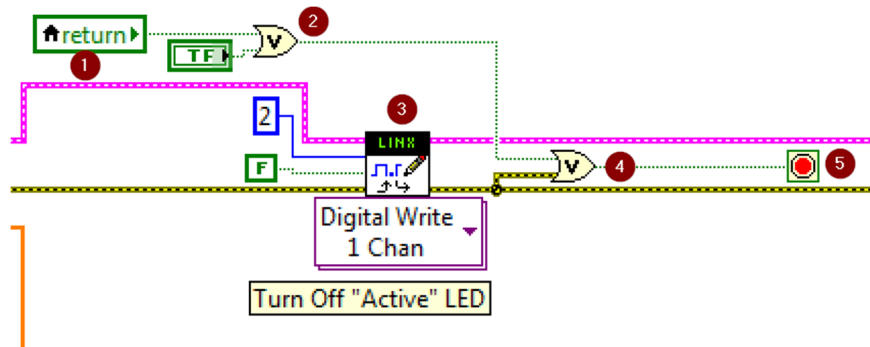 return
1
TF
V
2
2
F
3
LINX
Digital Write
1 Chan
V
4
5
Turn Off "Active" LED